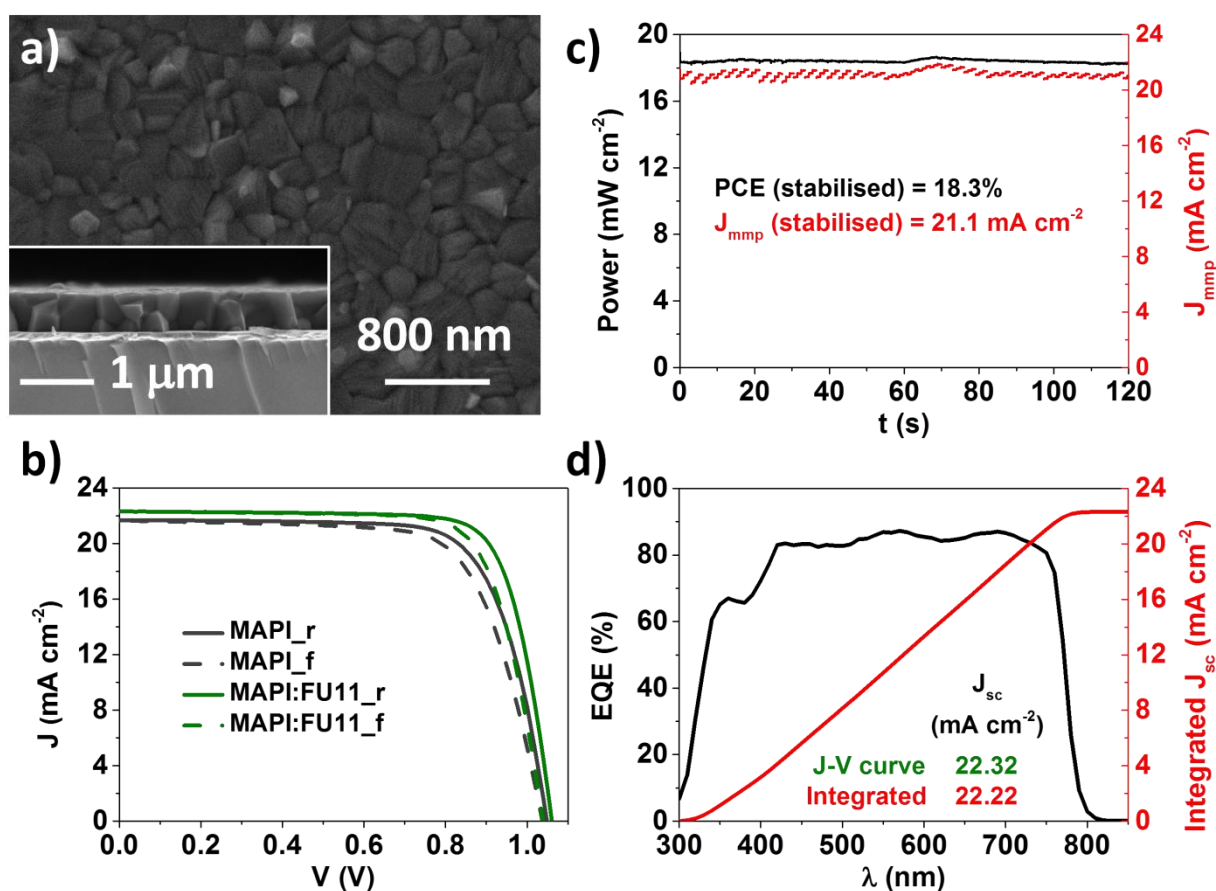 a)
800 nm
1 μm
c)
20
16
12
8
4
0
Power (mW cm-2)
PCE (stabilised) = 18.3%
Jmmp (stabilised) = 21.1 mA cm-2
24
20
16
12
8
4
0
Jmmp (mA cm-2)
0 20 40 60 80 100 120
t (s)
b)
24
20
16
12
8
4
0
J (mA cm-2)
MAPI_r
MAPI_f
MAPI:FU11_r
MAPI:FU11_f
0.0 0.2 0.4 0.6 0.8 1.0
V (V)
d)
100
80
60
40
20
0
EQE (%)
Jsc
(mA cm-2)
J-V curve 22.32
Integrated 22.22
24
20
16
12
8
4
0
Integrated Jsc (mA cm-2)
300 400 500 600 700 800
λ (nm)